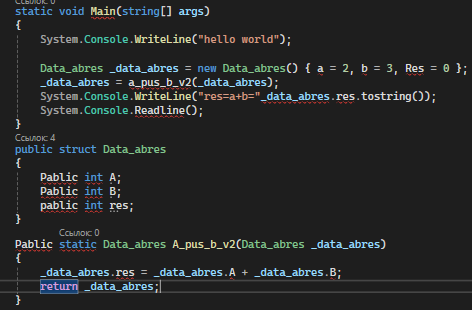 Ссылок: 0
static void Main(string[] args)
{
System.Console.WriteLine("hello world");
Data_abres _data_abres = new Data_abres() { a = 2, b = 3, Res = 0 };
_data_abres = a_pus_b_v2(_data_abres);
System.Console.WriteLine("res=a+b="_data_abres.res.tostring());
System.Console.Readline();
}
Ссылок: 4
public struct Data_abres
{
Pablic int A;
Pablic int B;
pablic int res;
}
Ссылок: 0
Pablic static Data_abres A_pus_b_v2(Data_abres _data_abres)
{
_data_abres.res = _data_abres.A + _data_abres.B;
return _data_abres;
}